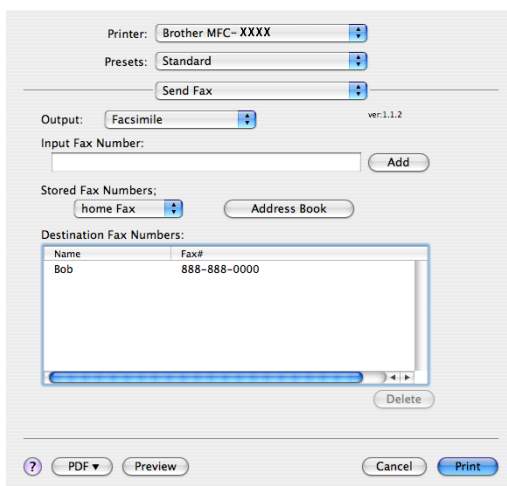 Printer: Brother MFC- XXXX
Presets: Standard
Send Fax
Output: Facsimile ver:1.1.2
Input Fax Number:
Add
Stored Fax Numbers;
home Fax Address Book
Destination Fax Numbers:
Name Fax#
Bob 888-888-0000
Delete
? PDF▼ Preview Cancel Print